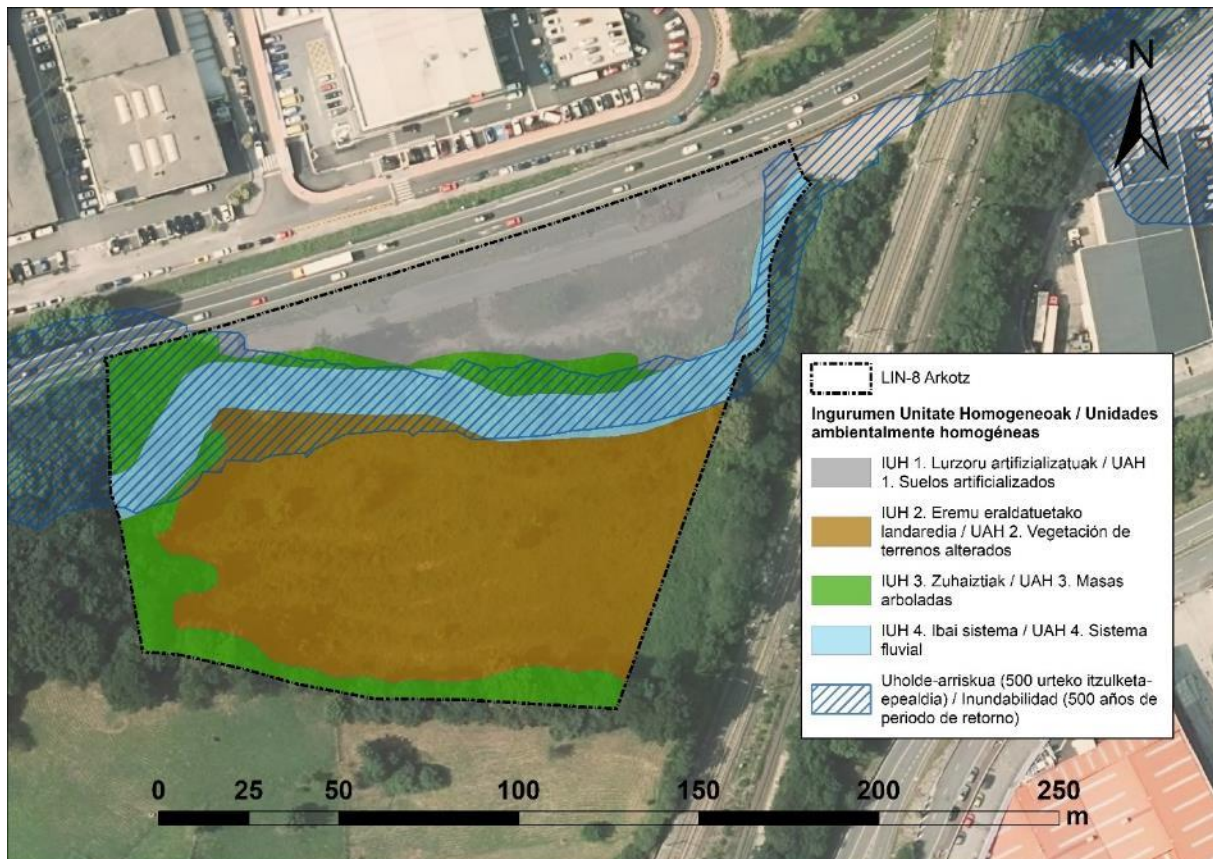 N
LIN-8 Arkotz
Ingurumen Unitate Homogeneoak / Unidades
ambientalmente homogéneas
IUH 1. Lurzoru artifizializatuak / UAH
1. Suelos artificializados
IUH 2. Eremu eraldatuetako
landaredia / UAH 2. Vegetación de
terrenos alterados
IUH 3. Zuhaiztiak / UAH 3. Masas
arboladas
IUH 4. Ibai sistema / UAH 4. Sistema
fluvial
Uholde-arriskua (500 urteko itzulketa-
epealdia) / Inundabilidad (500 años de
periodo de retorno)
0 25 50 100 150 200 250
m